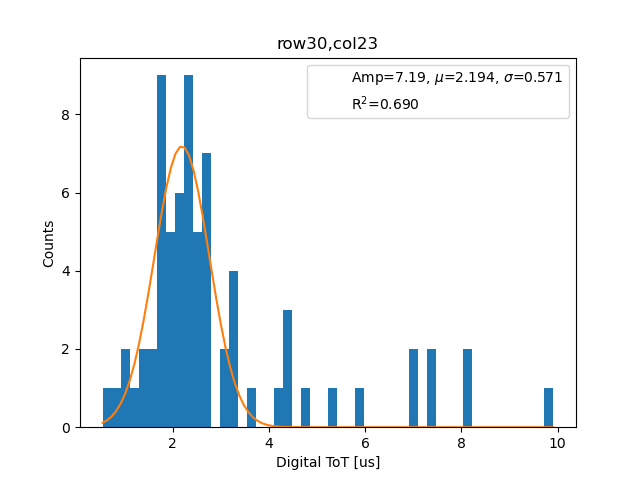 row30,col23
Amp=7.19, μ=2.194, σ=0.571
R²=0.690
Counts
8
6
4
2
0
2 4 6 8 10
Digital ToT [us]